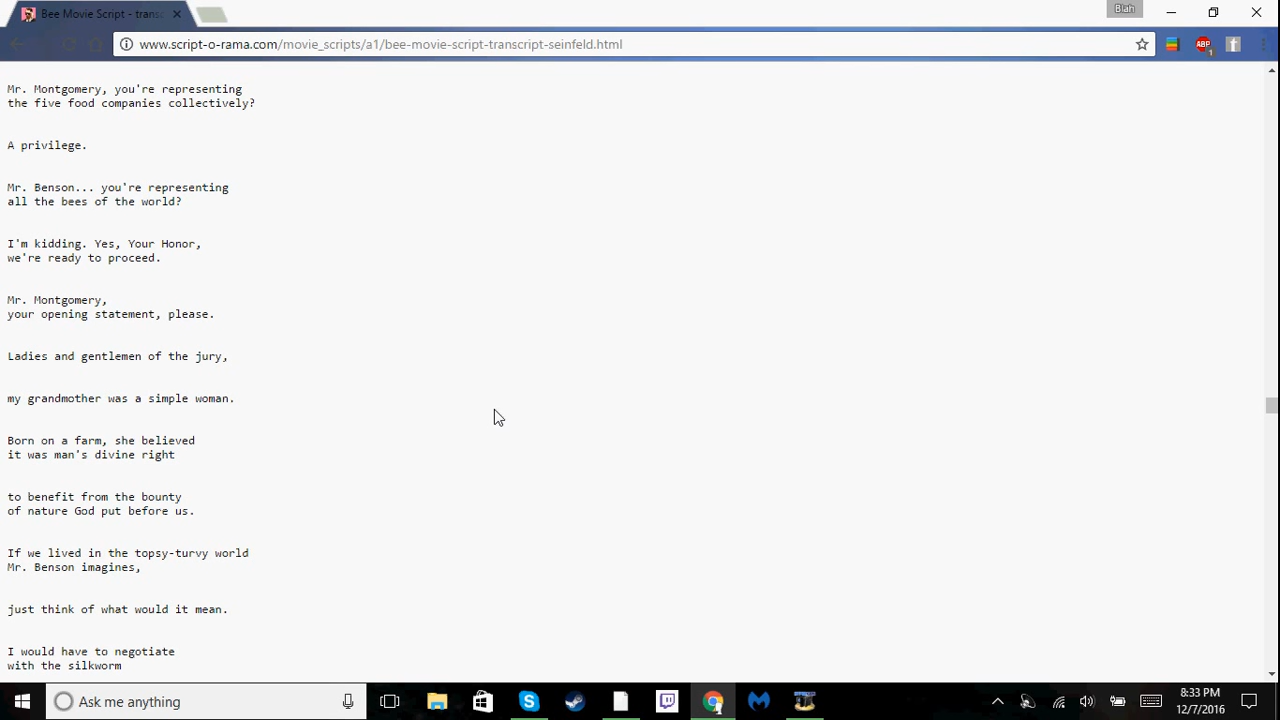 Bee Movie Script - transc
Blah
www.script-o-rama.com/movie_scripts/a1/bee-movie-script-transcript-seinfeld.html
ABP
1
Mr. Montgomery, you're representing
the five food companies collectively?
A privilege.
Mr. Benson... you're representing
all the bees of the world?
I'm kidding. Yes, Your Honor,
we're ready to proceed.
Mr. Montgomery,
your opening statement, please.
Ladies and gentlemen of the jury,
my grandmother was a simple woman.
Born on a farm, she believed
it was man's divine right
to benefit from the bounty
of nature God put before us.
If we lived in the topsy-turvy world
Mr. Benson imagines,
just think of what would it mean.
I would have to negotiate
with the silkworm
Ask me anything
8:33 PM
12/7/2016